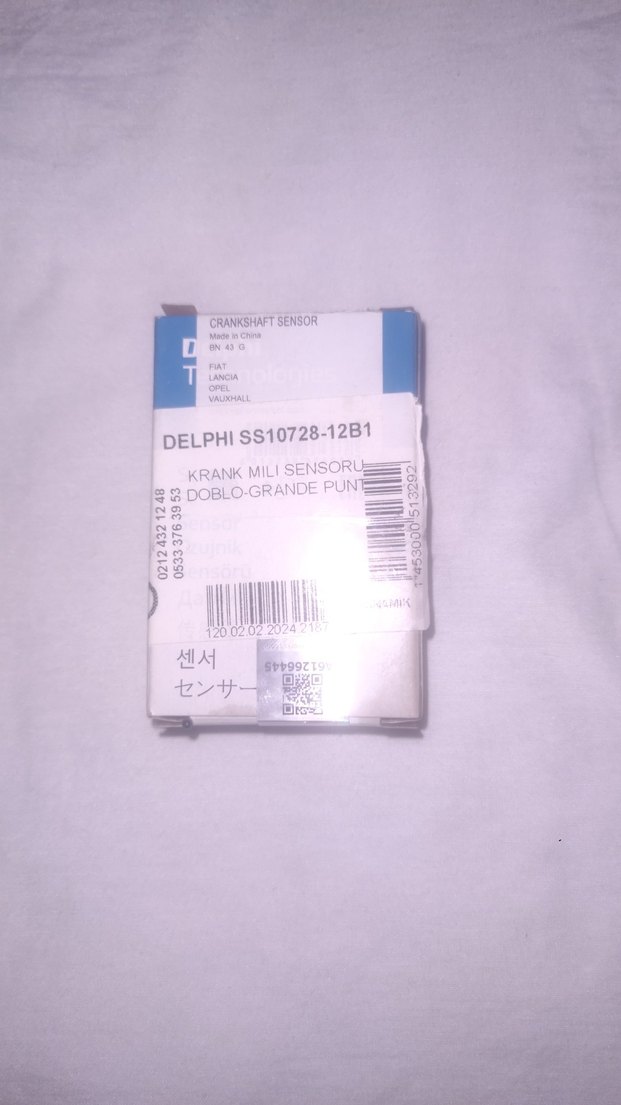 CRANKSHAFT SENSOR
Made in China
BN 43 G
FIAT
LANCIA
OPEL
VAUXHALL
DELPHI SS10728-12B1
KRANK MILI SENSORU
DOBLO-GRANDE PUNT
0212 432 12 48
0533 376 39 53
1453000513292
120 02.02.2024 2187
센서
センサー